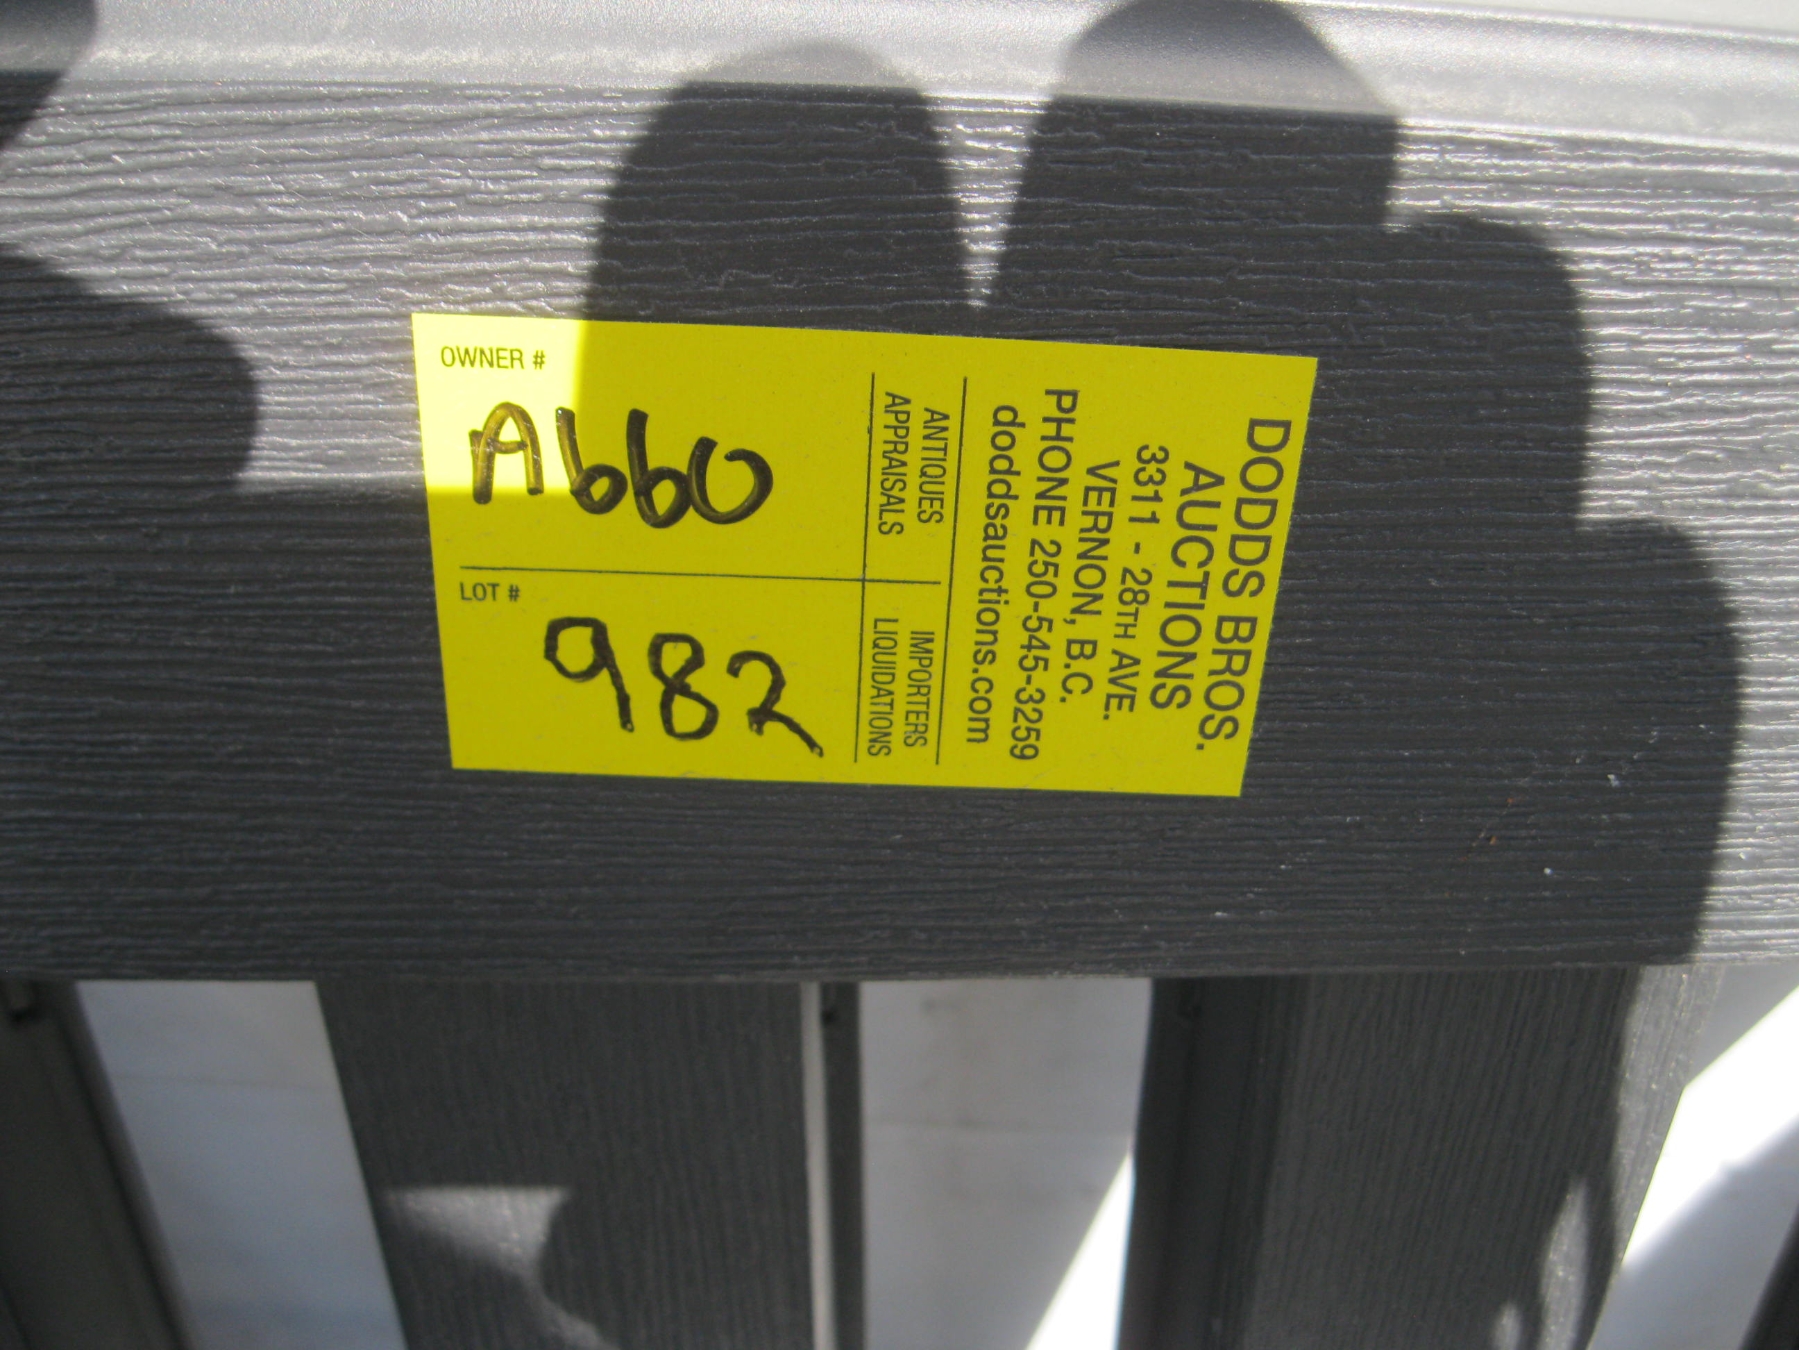 OWNER #
A660
LOT #
982
ANTIQUES
APPRAISALS
IMPORTERS
LIQUIDATIONS
DODDS BROS.
AUCTIONS
3311 - 28TH AVE.
VERNON, B.C.
PHONE 250-545-3259
doddsauctions.com